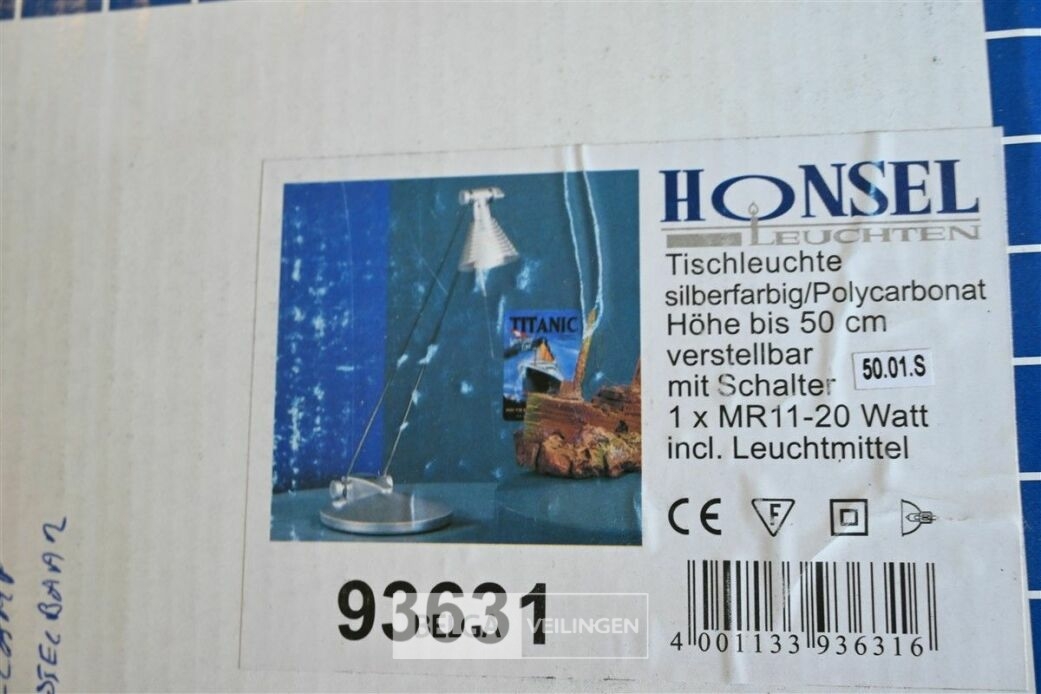 HONSEL
LEUCHTEN
Tischleuchte
silberfarbig/Polycarbonat
Höhe bis 50 cm
verstellbar
mit Schalter
50.01.S
1 x MR11-20 Watt
incl. Leuchtmittel
TITANIC
CE
F
93631
BELGA VEILINGEN
4 001133 936316
STELBAAR